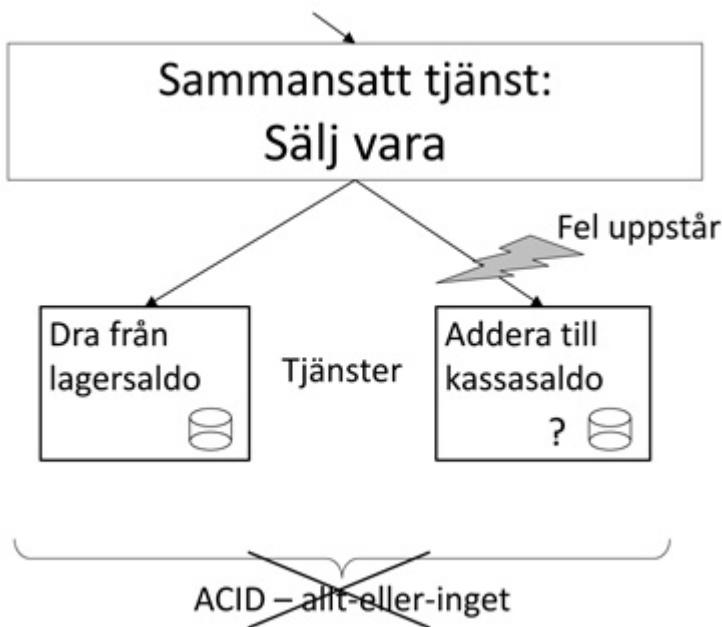 Sammansatt tjänst:
Sälj vara
Fel uppstår
Dra från
lagersaldo
Tjänster
Addera till
kassasaldo
?
ACID – allt-eller-inget